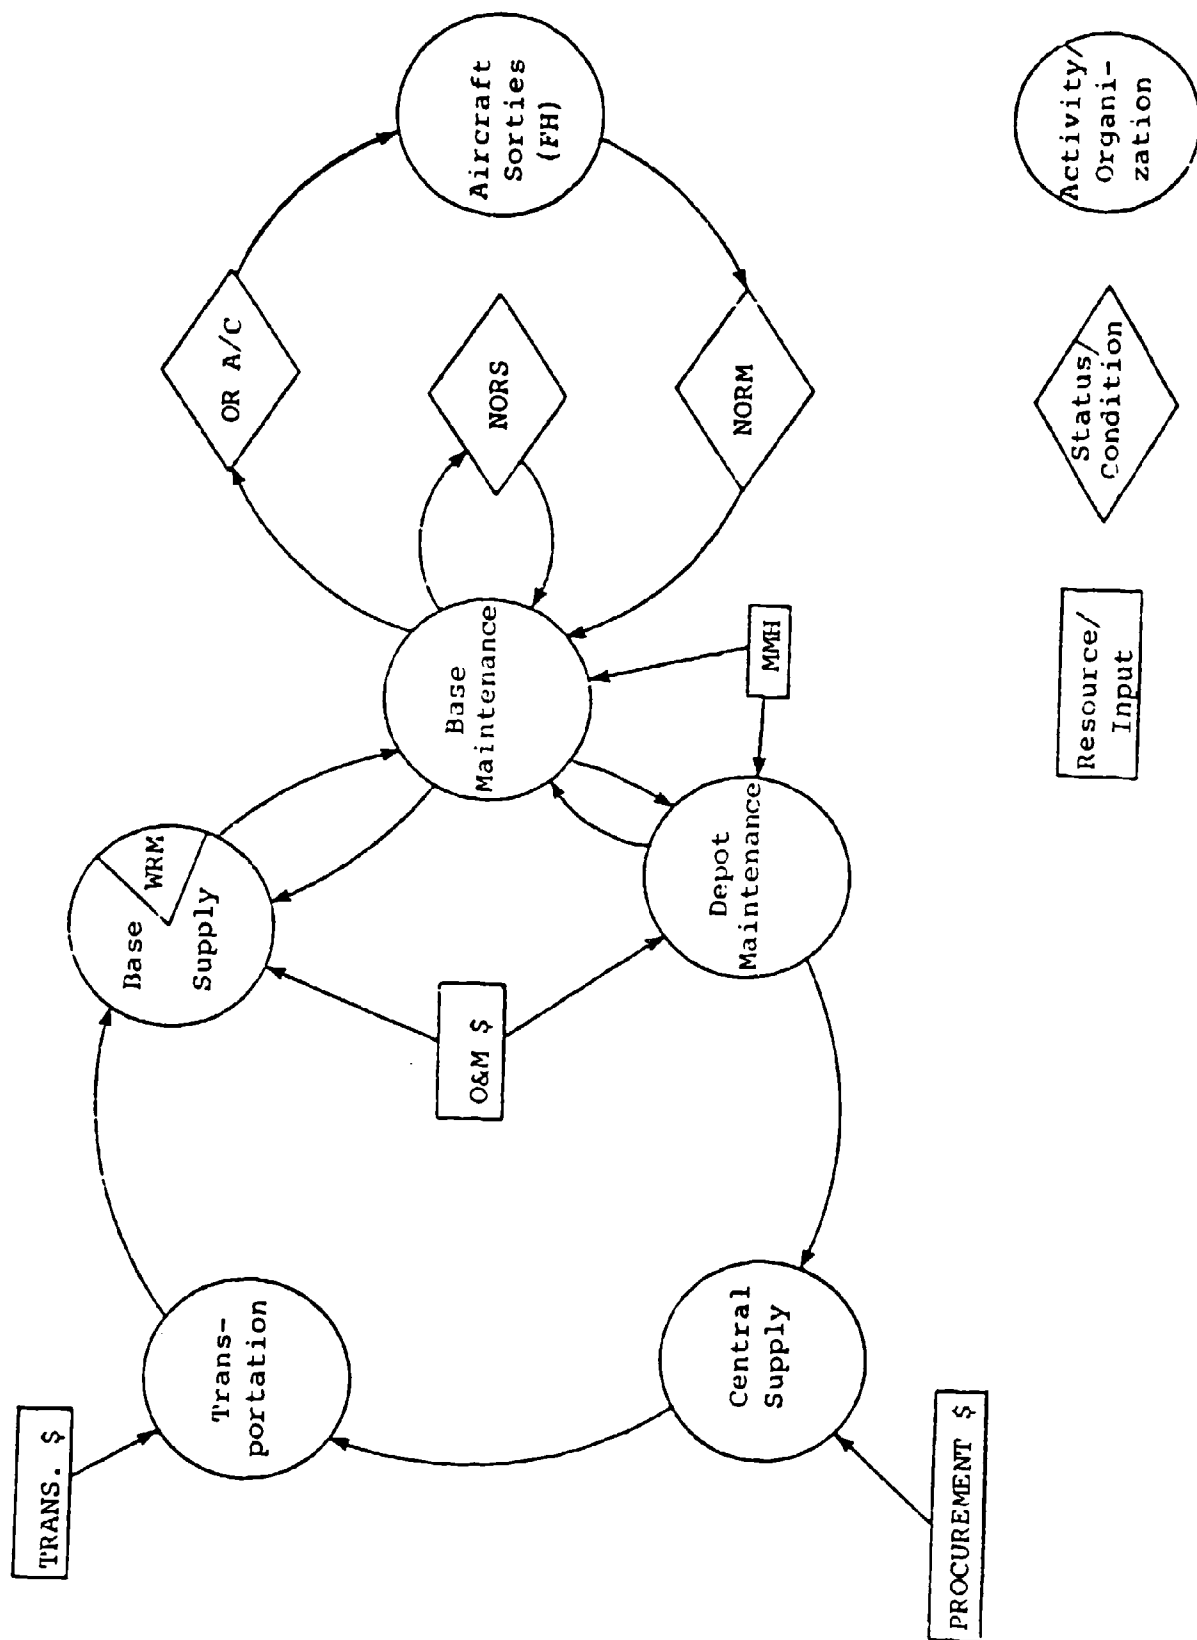 TRANS. $
Trans-
portation
Base
Supply
WRM
OR A/C
Aircraft
Sorties
(FH)
NORS
Base
Maintenance
O&M $
NORM
MMH
Depot
Maintenance
Central
Supply
PROCUREMENT $
Resource/
Input
Status/
Condition
Activity/
Organi-
zation